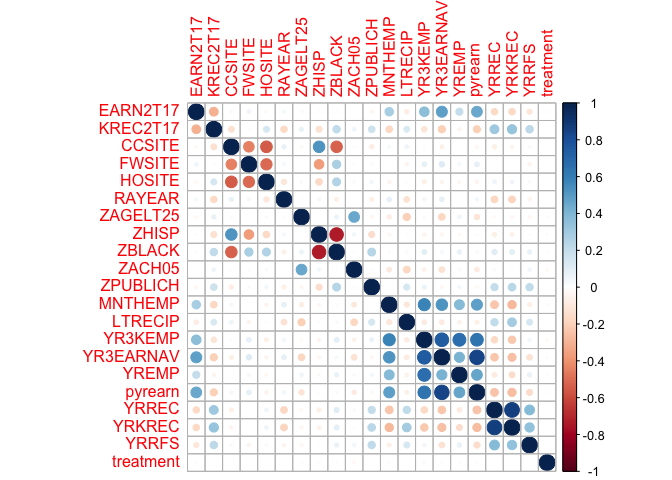 EARN2T17
KREC2T17
CCSITE
FWSITE
HOSITE
RAYEAR
ZAGELT25
ZHISP
ZBLACK
ZACH05
ZPUBLICH
MNTHEMP
LTRECIP
YR3KEMP
YR3EARNAV
YREMP
pyrearn
YRREC
YRKREC
YRRFS
treatment
EARN2T17
KREC2T17
CCSITE
FWSITE
HOSITE
RAYEAR
ZAGELT25
ZHISP
ZBLACK
ZACH05
ZPUBLICH
MNTHEMP
LTRECIP
YR3KEMP
YR3EARNAV
YREMP
pyrearn
YRREC
YRKREC
YRRFS
treatment
1
0.8
0.6
0.4
0.2
0
-0.2
-0.4
-0.6
-0.8
-1